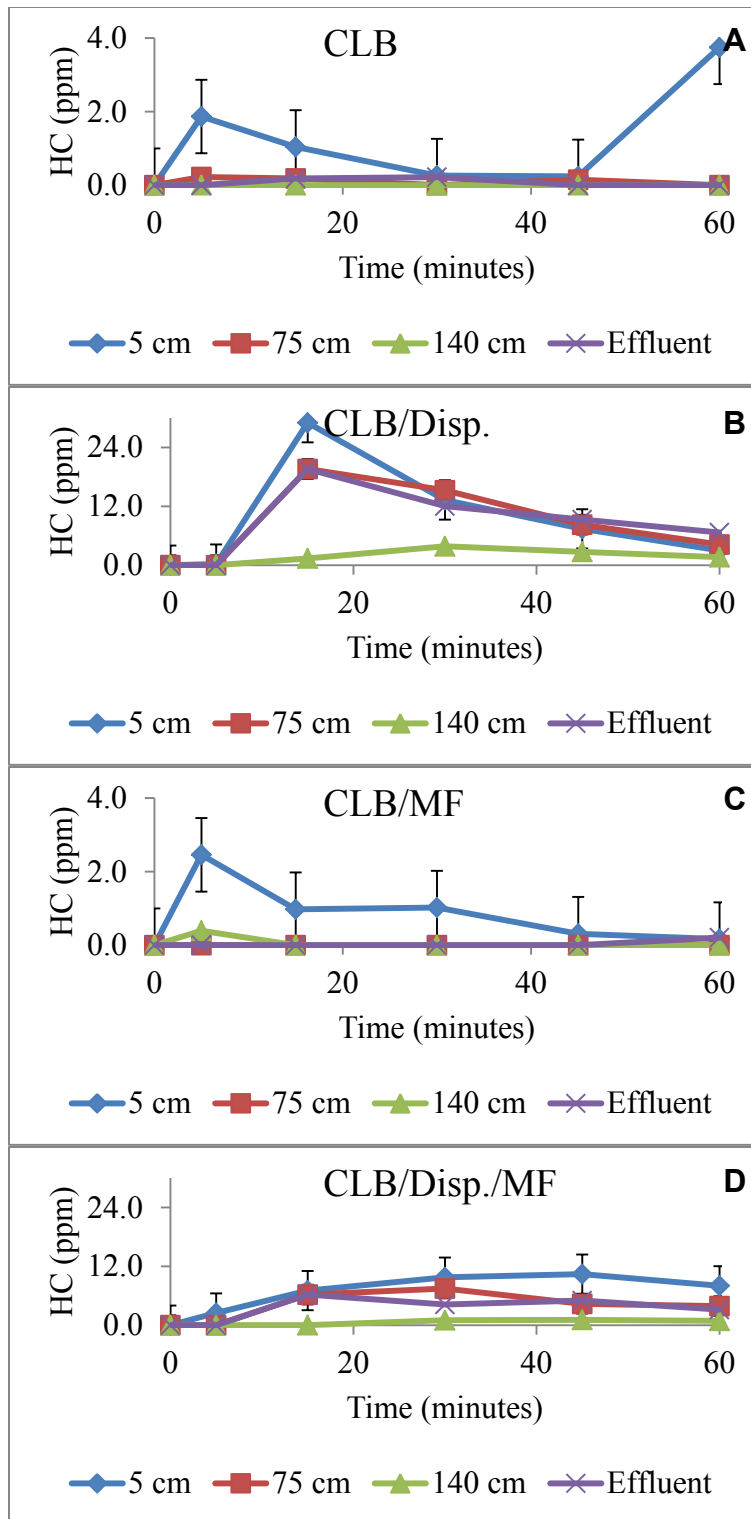 CLB
A
4.0
2.0
0.0
HC (ppm)
0
20
40
60
Time (minutes)
5 cm 75 cm 140 cm Effluent
CLB/Disp.
B
24.0
12.0
0.0
HC (ppm)
0
20
40
60
Time (minutes)
5 cm 75 cm 140 cm Effluent
CLB/MF
C
4.0
2.0
0.0
HC (ppm)
0
20
40
60
Time (minutes)
5 cm 75 cm 140 cm Effluent
CLB/Disp./MF
D
24.0
12.0
0.0
HC (ppm)
0
20
40
60
Time (minutes)
5 cm 75 cm 140 cm Effluent